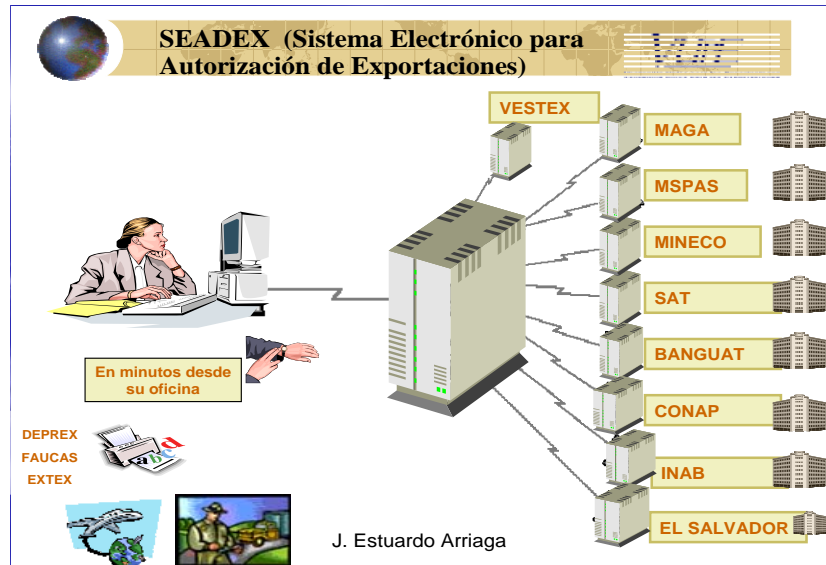 SEADEX (Sistema Electrónico para
Autorización de Exportaciones)
VESTEX
MAGA
MSPAS
MINECO
SAT
BANGUAT
CONAP
INAB
EL SALVADOR
En minutos desde
su oficina
DEPREX
FAUCAS
EXTEX
abcd
J. Estuardo Arriaga